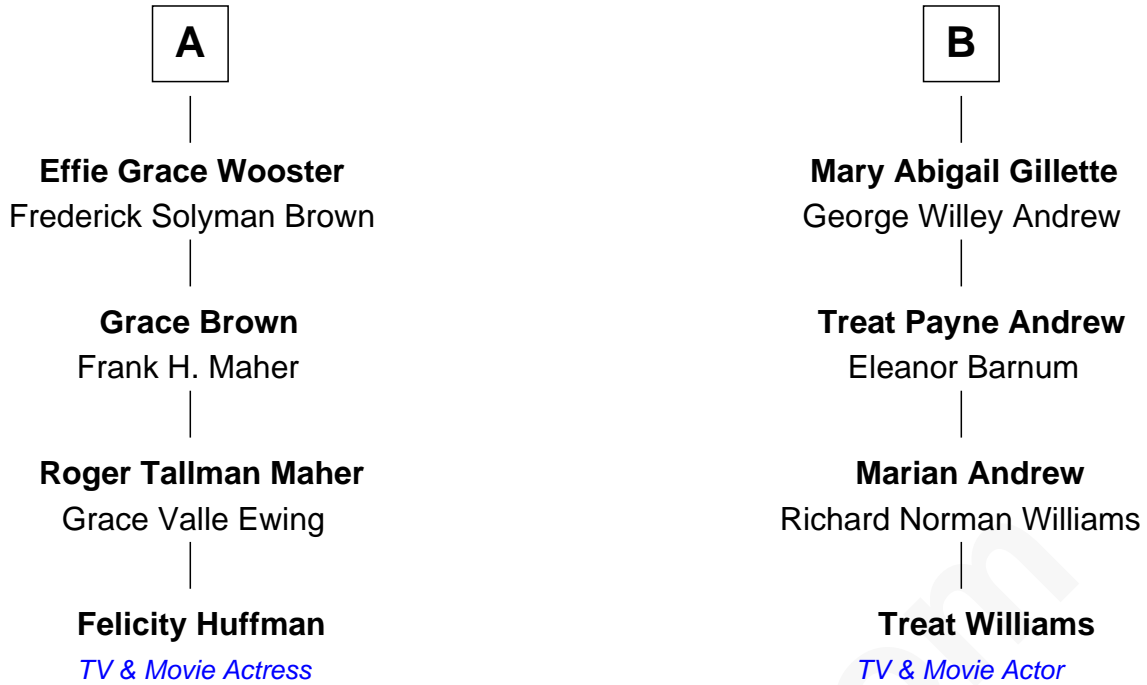 A
Effie Grace Wooster
Frederick Solyman Brown
Grace Brown
Frank H. Maher
Roger Tallman Maher
Grace Valle Ewing
Felicity Huffman
TV & Movie Actress
B
Mary Abigail Gillette
George Willey Andrew
Treat Payne Andrew
Eleanor Barnum
Marian Andrew
Richard Norman Williams
Treat Williams
TV & Movie Actor